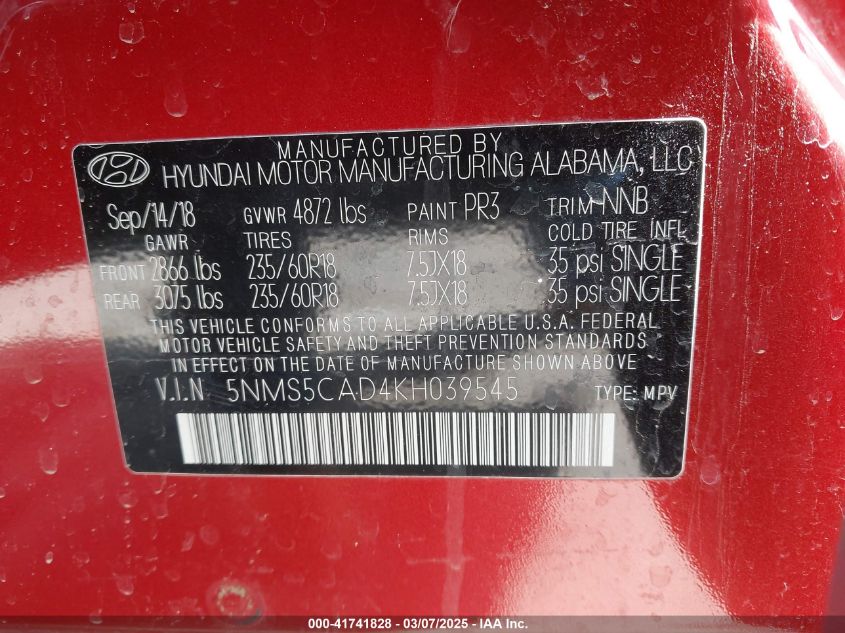 MANUFACTURED BY
HYUNDAI MOTOR MANUFACTURING ALABAMA, LLC
Sep/14/18 GVWR 4872 lbs PAINT PR3 TRIM NNB
GAWR TIRES RIMS COLD TIRE INFL
FRONT 2866 lbs 235/60R18 7.5JX18 35 psi SINGLE
REAR 3075 lbs 235/60R18 7.5JX18 35 psi SINGLE
THIS VEHICLE CONFORMS TO ALL APPLICABLE U.S.A. FEDERAL
MOTOR VEHICLE SAFETY AND THEFT PREVENTION STANDARDS
IN EFFECT ON THE DATE OF MANUFACTURE SHOWN ABOVE.
V.I.N 5NMS5CAD4KH039545 TYPE: MPV
000-41741828 - 03/07/2025 - IAA Inc.